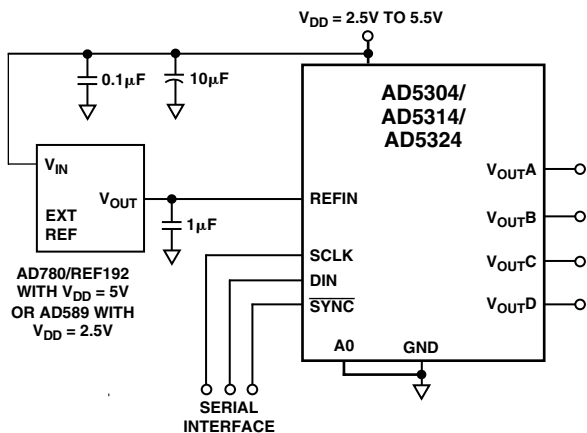 V_DD = 2.5V TO 5.5V
0.1µF
10µF
AD5304/
AD5314/
AD5324
V_IN
V_OUT
EXT
REF
1µF
REFIN
SCLK
DIN
SYNC
A0
GND
V_OUTA
V_OUTB
V_OUTC
V_OUTD
AD780/REF192
WITH V_DD = 5V
OR AD589 WITH
V_DD = 2.5V
SERIAL
INTERFACE